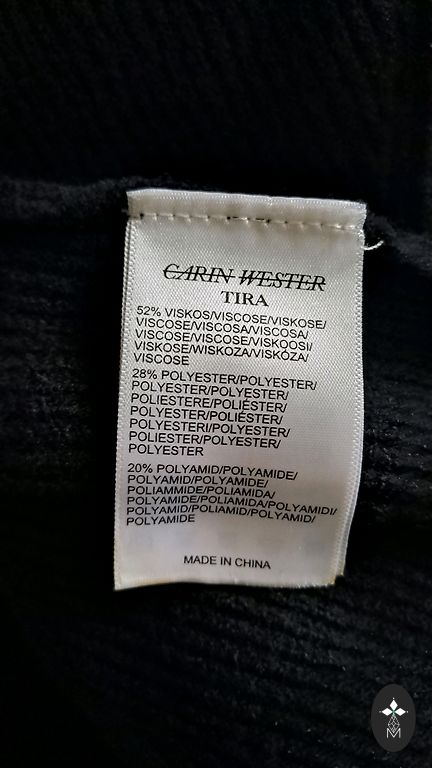 CARIN WESTER
TIRA
52% VISKOS/VISCOSE/VISKOSE/
VISCOSE/VISCOSA/VISCOSA/
VISCOSE/VISCOSE/VISKOOSI/
VISKOSE/WISKOZA/VISKÓZA/
VISCOSE
28% POLYESTER/POLYESTER/
POLYESTER/POLYESTER/
POLIESTERE/POLIÉSTER/
POLYESTER/POLIÉSTER/
POLYESTERI/POLYESTER/
POLIESTER/POLYESTER/
POLYESTER
20% POLYAMID/POLYAMIDE/
POLYAMID/POLYAMIDE/
POLIAMMIDE/POLIAMIDA/
POLYAMIDE/POLIAMIDA/POLYAMIDI/
POLYAMID/POLIAMID/POLYAMID/
POLYAMIDE
MADE IN CHINA
M